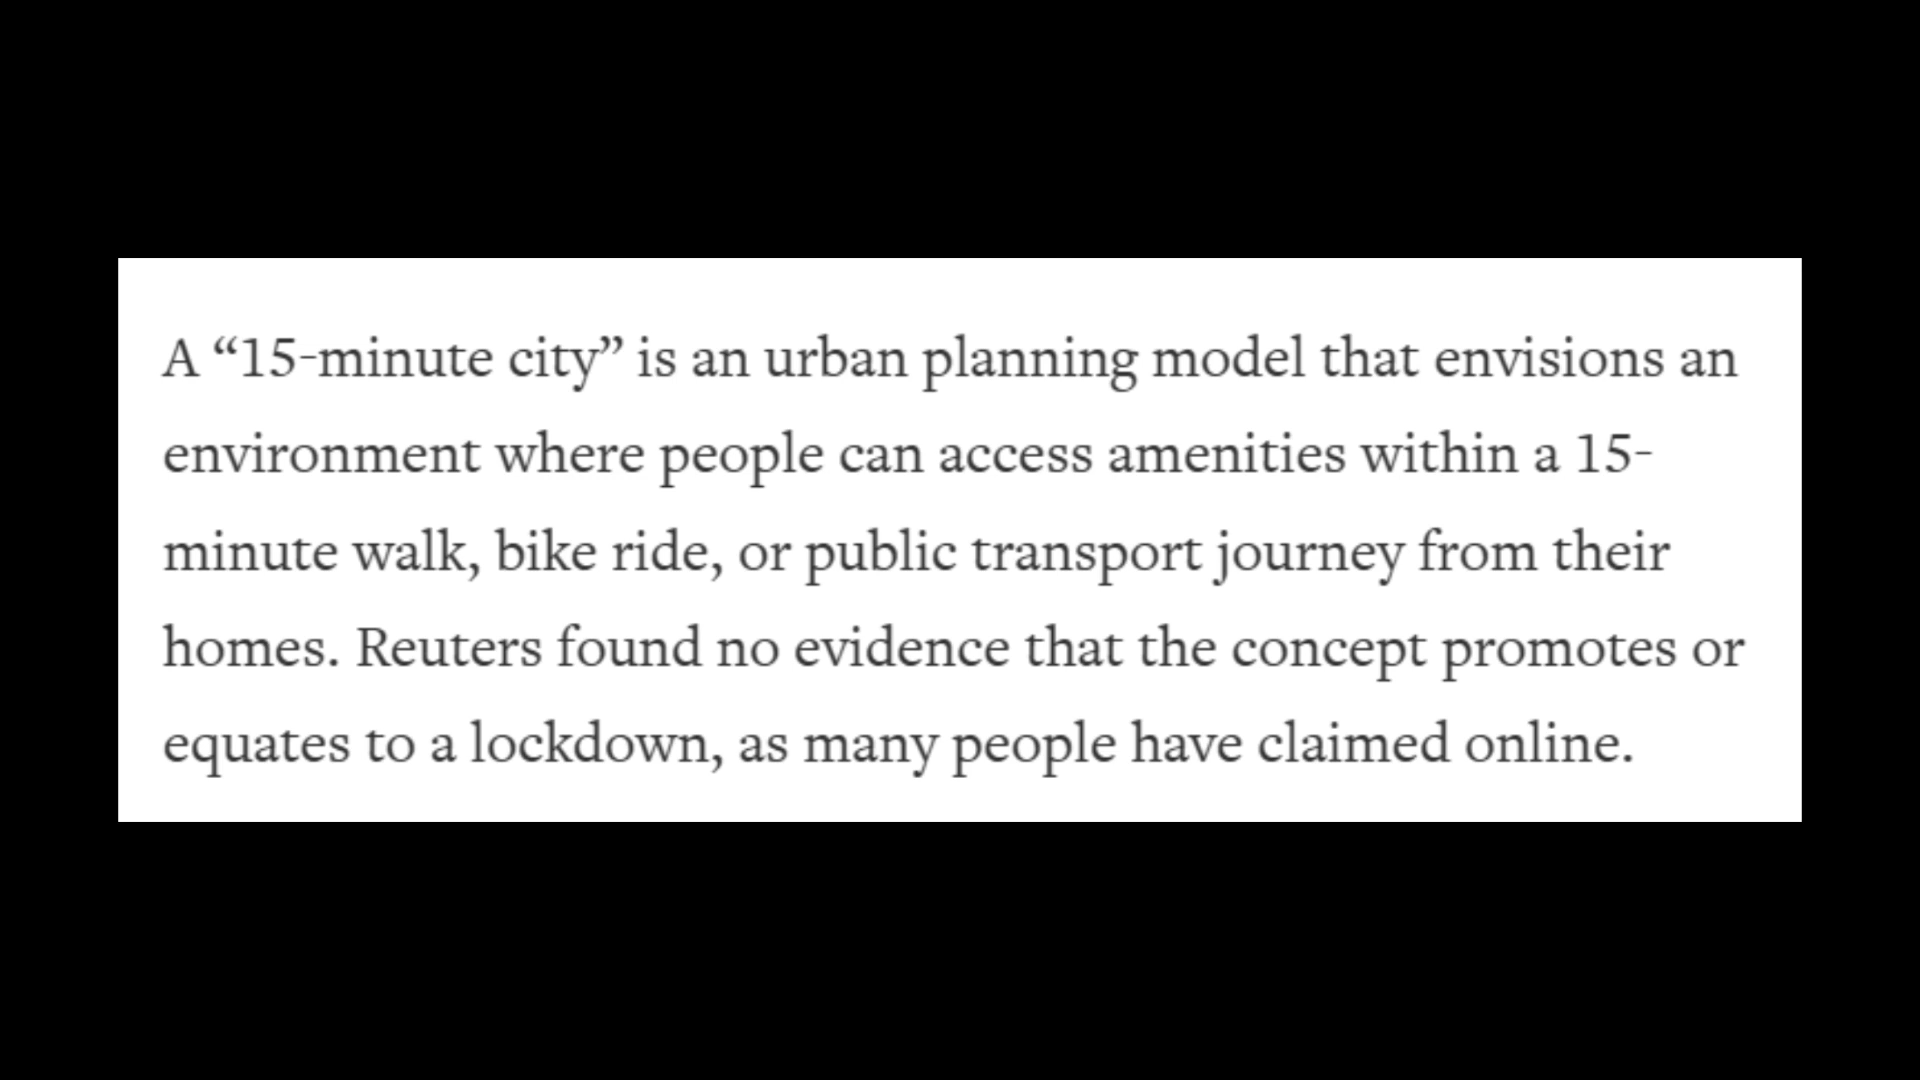 A “15-minute city” is an urban planning model that envisions an
environment where people can access amenities within a 15-
minute walk, bike ride, or public transport journey from their
homes. Reuters found no evidence that the concept promotes or
equates to a lockdown, as many people have claimed online.